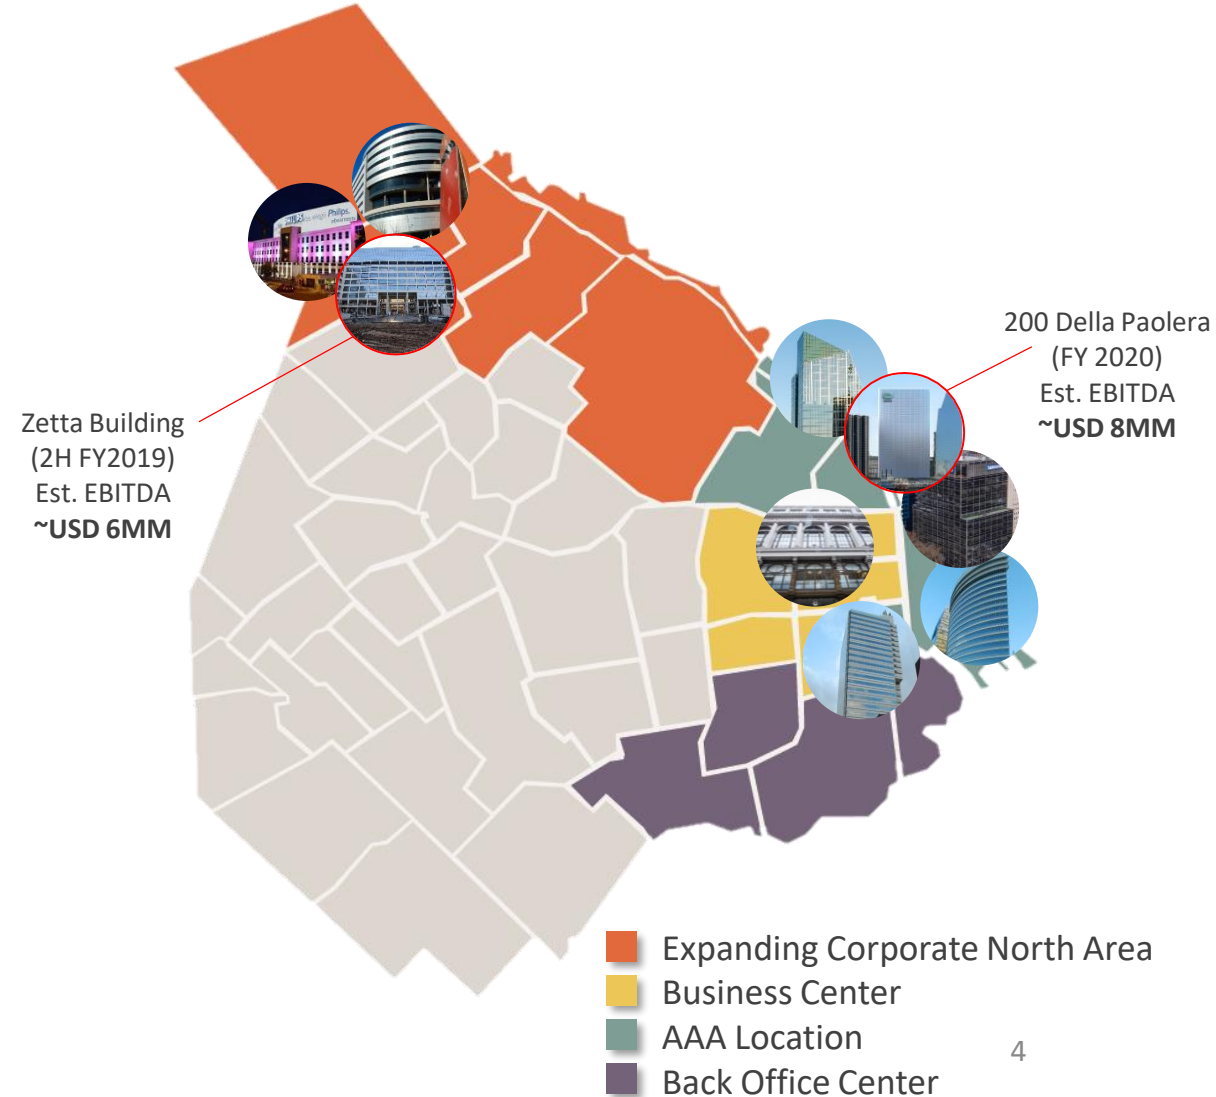 Philips,
200 Della Paolera
(FY 2020)
Est. EBITDA
~USD 8MM
Zetta Building
(2H FY2019)
Est. EBITDA
~USD 6MM
Expanding Corporate North Area
Business Center
AAA Location
4
Back Office Center